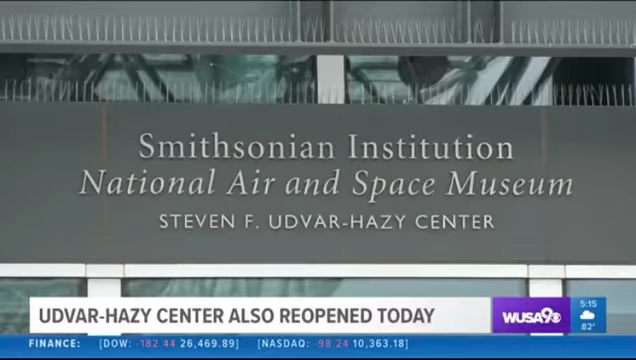 Smithsonian Institution
National Air and Space Museum
STEVEN F. UDVAR-HAZY CENTER
UDVAR-HAZY CENTER ALSO REOPENED TODAY
WUSA9
5:15
82°
FINANCE: [DOW: -182.44 26,469.89] [NASDAQ: -98.24 10,363.18]